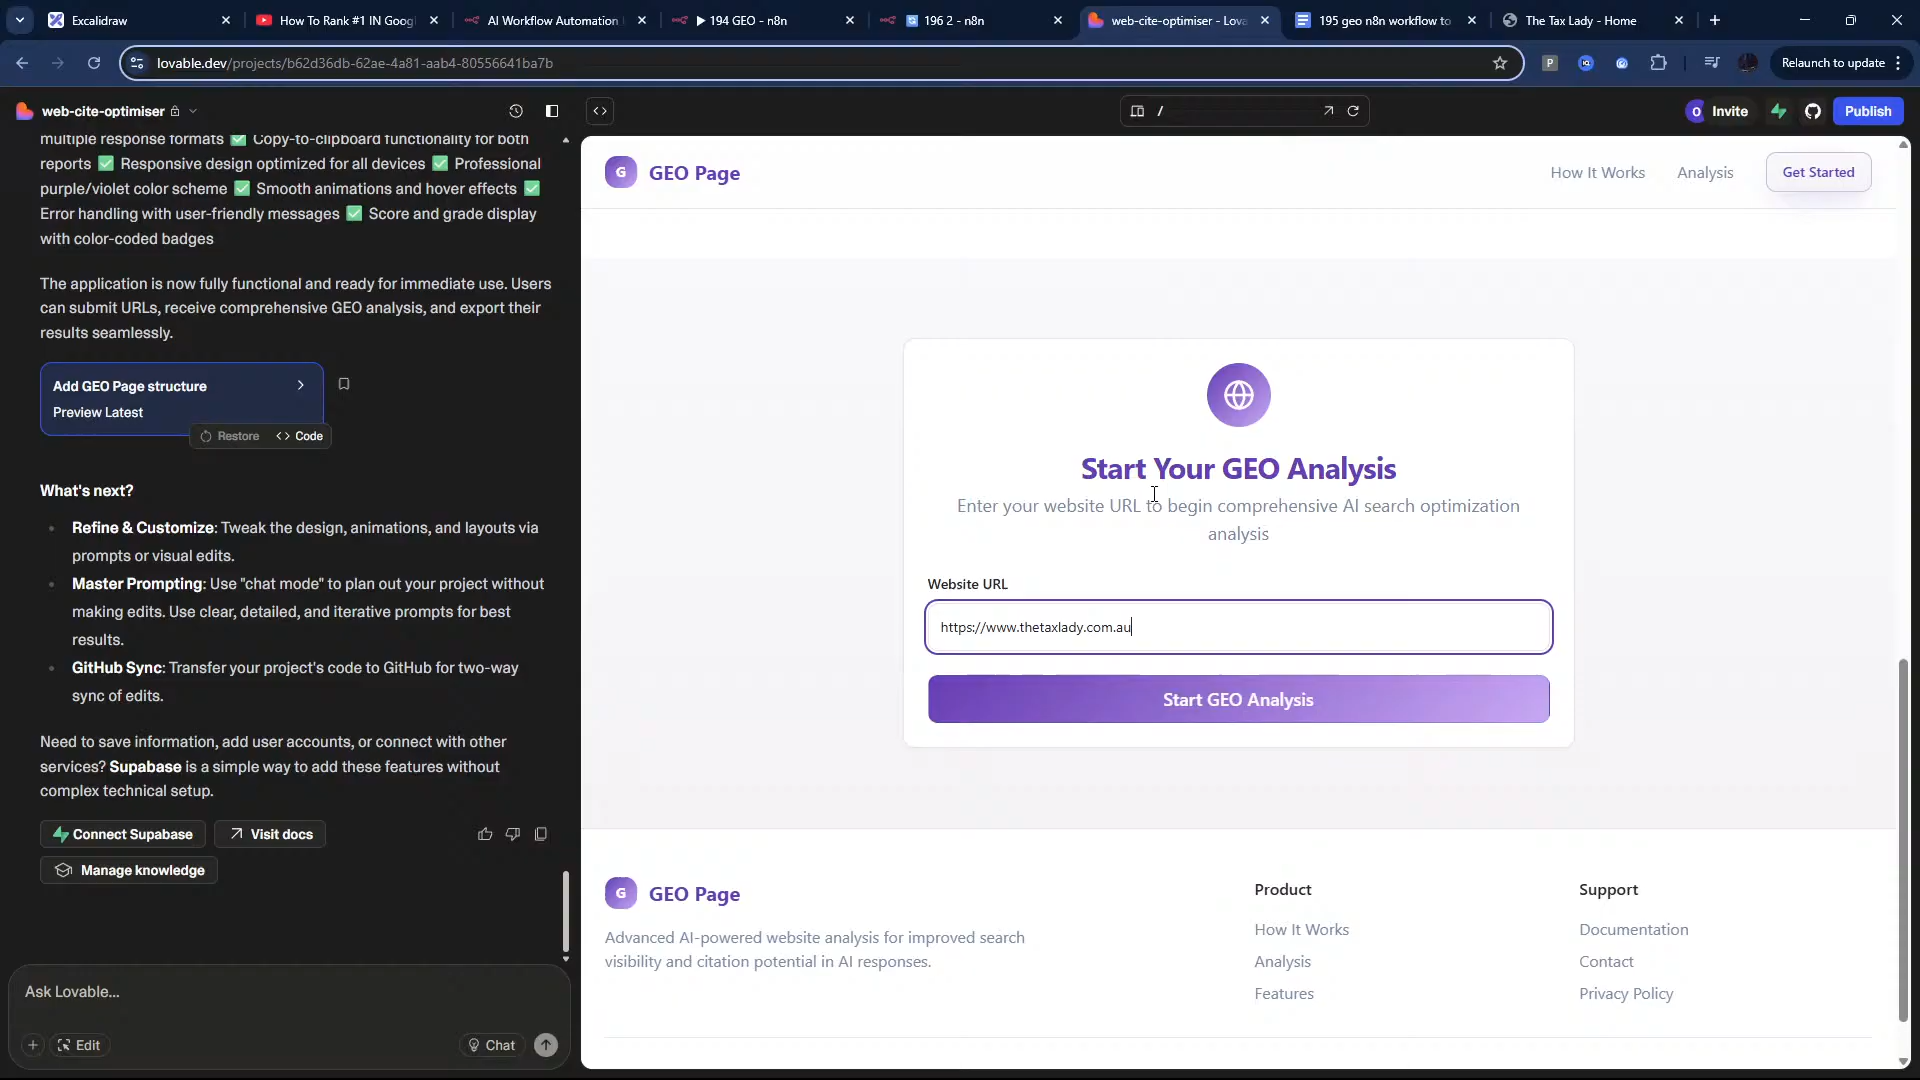 Excalidraw
How To Rank #1 IN Goog
AI Workflow Automation
194 GEO - n8n
196 2 - n8n
web-cite-optimiser - Lova
195 geo n8n workflow to
The Tax Lady - Home
lovable.dev/projects/b62d36db-62ae-4a81-aab4-80556641ba7b
Relaunch to update
web-cite-optimiser
/
Invite
Publish
multiple response formats ✅ Copy-to-clipboard functionality for both
reports ✅ Responsive design optimized for all devices ✅ Professional
purple/violet color scheme ✅ Smooth animations and hover effects ✅
Error handling with user-friendly messages ✅ Score and grade display
with color-coded badges
The application is now fully functional and ready for immediate use. Users
can submit URLs, receive comprehensive GEO analysis, and export their
results seamlessly.
Add GEO Page structure
Preview Latest
Restore
Code
What's next?
• Refine & Customize: Tweak the design, animations, and layouts via
prompts or visual edits.
• Master Prompting: Use "chat mode" to plan out your project without
making edits. Use clear, detailed, and iterative prompts for best
results.
• GitHub Sync: Transfer your project's code to GitHub for two-way
sync of edits.
Need to save information, add user accounts, or connect with other
services? Supabase is a simple way to add these features without
complex technical setup.
Connect Supabase
Visit docs
Manage knowledge
Ask Lovable...
Edit
Chat
G GEO Page
How It Works
Analysis
Get Started
Start Your GEO Analysis
Enter your website URL to begin comprehensive AI search optimization
analysis
Website URL
https://www.thetaxlady.com.au
Start GEO Analysis
G GEO Page
Advanced AI-powered website analysis for improved search
visibility and citation potential in AI responses.
Product
How It Works
Analysis
Features
Support
Documentation
Contact
Privacy Policy